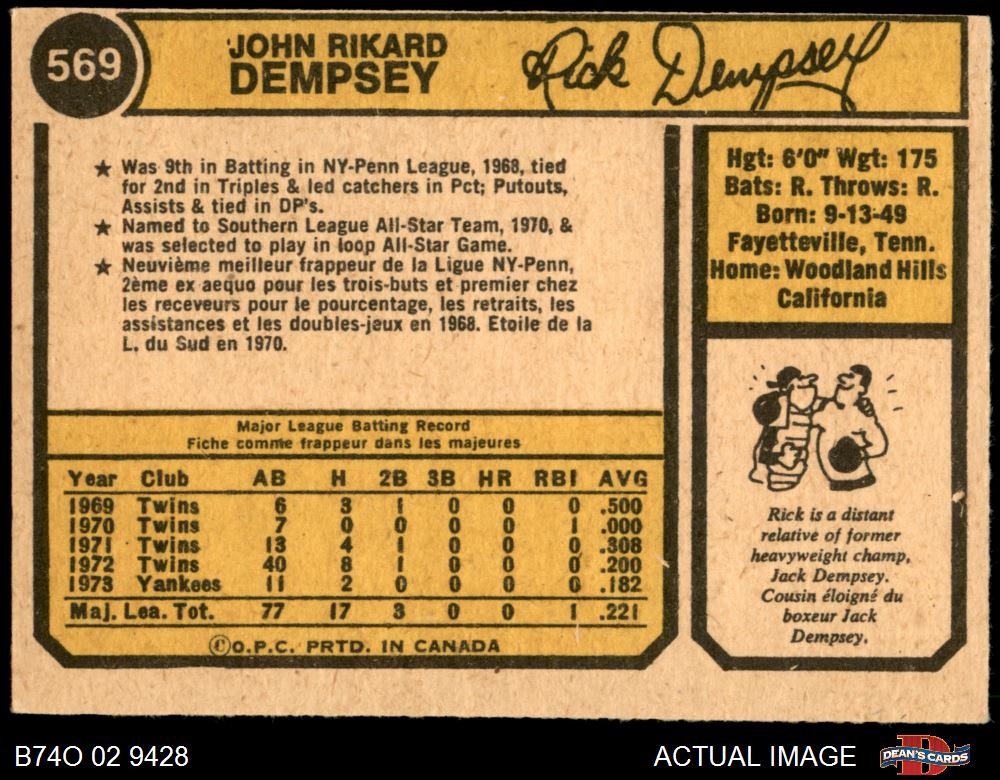 569
JOHN RIKARD
DEMPSEY
Rick Dempsey
★ Was 9th in Batting in NY-Penn League, 1968, tied
for 2nd in Triples & led catchers in Pct; Putouts,
Assists & tied in DP's.
★ Named to Southern League All-Star Team, 1970, &
was selected to play in loop All-Star Game.
★ Neuvième meilleur frappeur de la Ligue NY-Penn,
2ème ex aequo pour les trois-buts et premier chez
les receveurs pour le pourcentage, les retraits, les
assistances et les doubles-jeux en 1968. Etoile de la
L. du Sud en 1970.
Major League Batting Record
Fiche comme frappeur dans les majeures
Year Club AB H 2B 3B HR RBI AVG
1969 Twins 6 3 1 0 0 0 .500
1970 Twins 7 0 0 0 0 1 .000
1971 Twins 13 4 1 0 0 0 .308
1972 Twins 40 8 1 0 0 0 .200
1973 Yankees 11 2 0 0 0 0 .182
Maj. Lea. Tot. 77 17 3 0 0 1 .221
©O.P.C. PRTD. IN CANADA
Hgt: 6'0" Wgt: 175
Bats: R. Throws: R.
Born: 9-13-49
Fayetteville, Tenn.
Home: Woodland Hills
California
Rick is a distant
relative of former
heavyweight champ,
Jack Dempsey.
Cousin éloigné du
boxeur Jack
Dempsey.
B74O 02 9428
ACTUAL IMAGE
DEAN'S CARDS
D